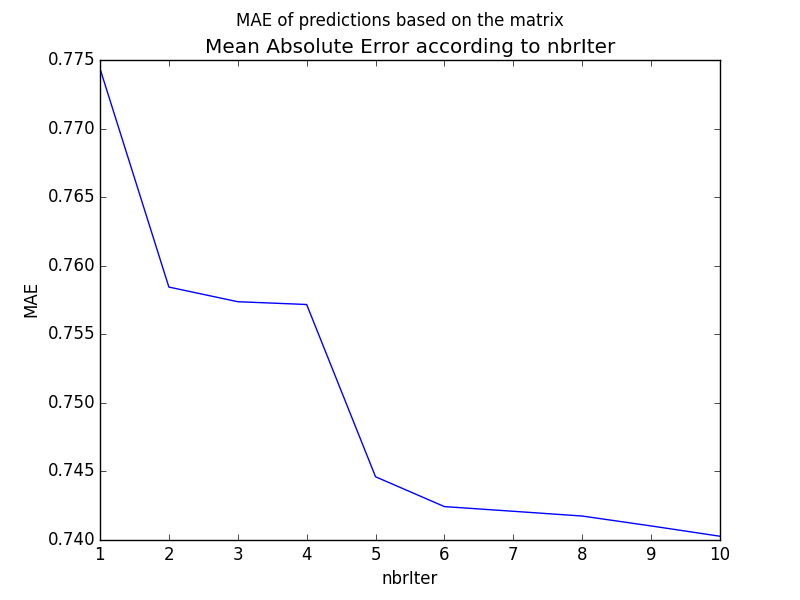 MAE of predictions based on the matrix
Mean Absolute Error according to nbrIter
0.775
0.770
0.765
0.760
0.755
0.750
0.745
0.740
MAE
1 2 3 4 5 6 7 8 9 10
nbrIter